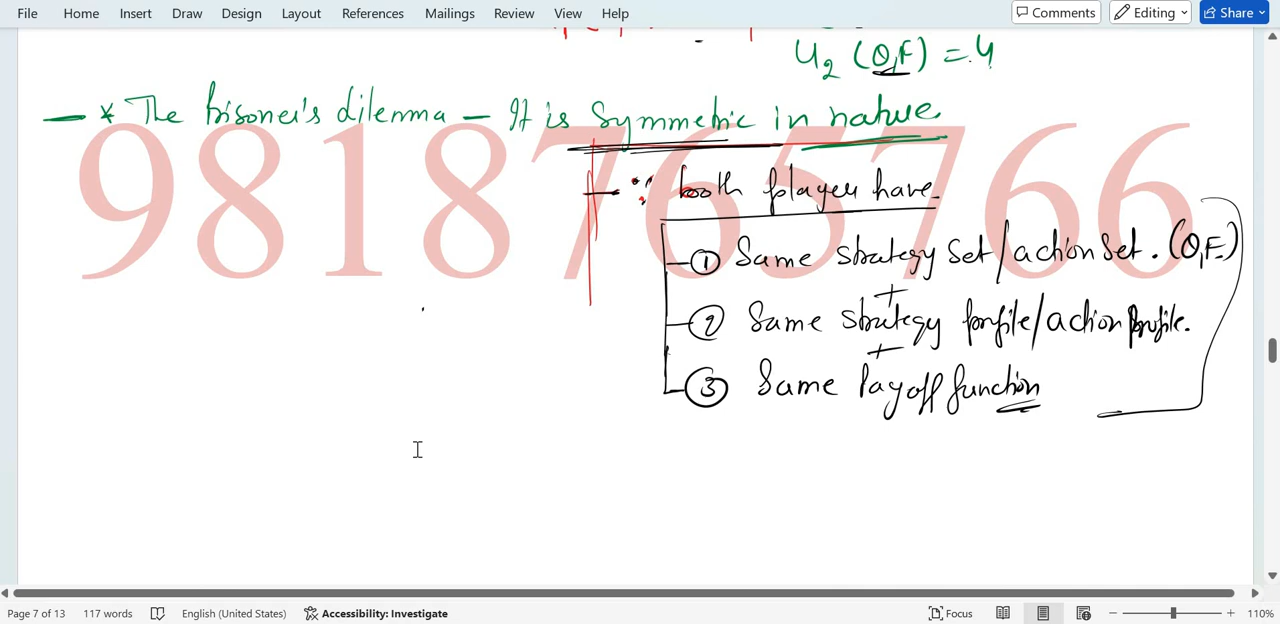 File Home Insert Draw Design Layout References Mailings Review View Help Comments Editing Share
U2 (Q,F) = 4
* The Prisoner's dilemma – It is Symmetric in nature.
9818765766
∵ both player have.
① Same strategy set/action set. (Q,F)
+
② Same strategy profile/action profile.
+
③ Same Payoff function
Page 7 of 13 117 words English (United States) Accessibility: Investigate Focus 110%